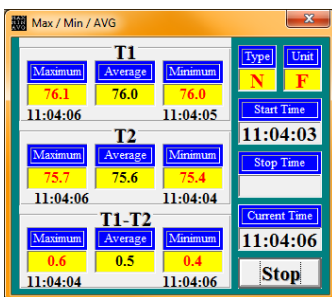 Max / Min / AVG
T1
Maximum Average Minimum
76.1 76.0 76.0
11:04:06 11:04:05
T2
Maximum Average Minimum
75.7 75.6 75.4
11:04:06 11:04:04
T1-T2
Maximum Average Minimum
0.6 0.5 0.4
11:04:04 11:04:06
Type Unit
N F
Start Time
11:04:03
Stop Time
Current Time
11:04:06
Stop